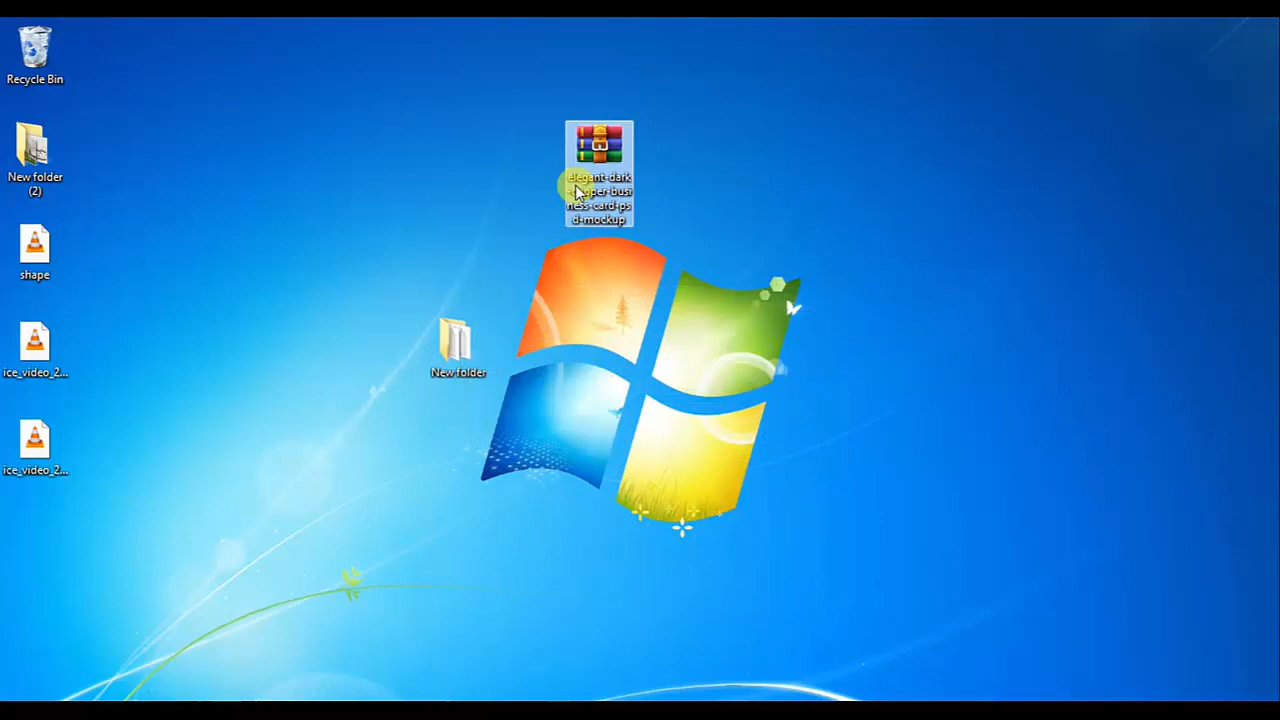 Recycle Bin
New folder
(2)
shape
ice_video_2...
ice_video_2...
elegant-dark
ness-card-ps
d-mockup
New folder